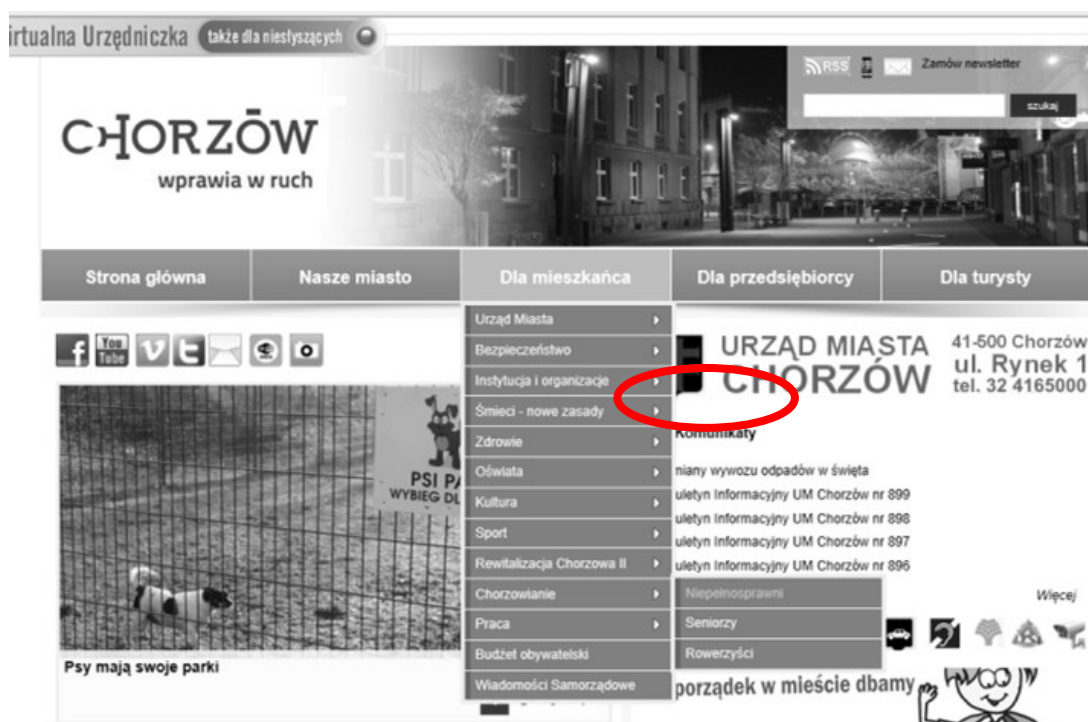 irtualna Urzędniczka także dla niesłyszących
RSS Zamów newsletter
szukaj
CHORZÓW
wprawia w ruch
Strona główna Nasze miasto Dla mieszkańca Dla przedsiębiorcy Dla turysty
You
Tube
Urząd Miasta
Bezpieczeństwo
Instytucja i organizacje
Śmieci - nowe zasady
Zdrowie
Oświata
Kultura
Sport
Rewitalizacja Chorzowa II
Chorzowianie
Praca
Budżet obywatelski
Wiadomości Samorządowe
Niepełnosprawni
Seniorzy
Rowerzyści
PSI PA
WYBIEG DL
Psy mają swoje parki
URZĄD MIASTA
CHORZÓW
41-500 Chorzów
ul. Rynek 1
tel. 32 4165000
Komunikaty
miany wywozu odpadów w święta
uletyn Informacyjny UM Chorzów nr 899
uletyn Informacyjny UM Chorzów nr 898
uletyn Informacyjny UM Chorzów nr 897
uletyn Informacyjny UM Chorzów nr 896
Więcej
porządek w mieście dbamy